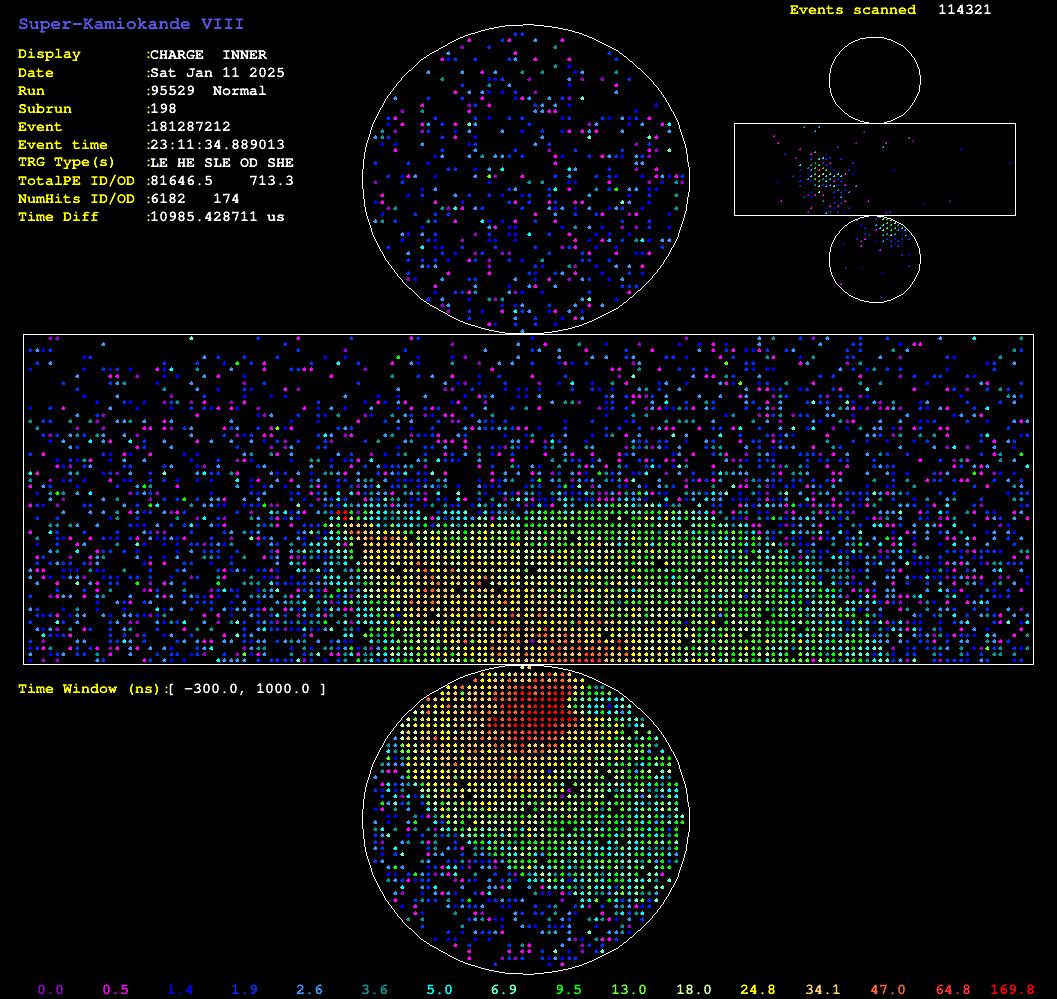 Super-Kamiokande VIII
Events scanned 114321
Display :CHARGE INNER
Date :Sat Jan 11 2025
Run :95529 Normal
Subrun :198
Event :181287212
Event time :23:11:34.889013
TRG Type(s) :LE HE SLE OD SHE
TotalPE ID/OD :81646.5 713.3
NumHits ID/OD :6182 174
Time Diff :10985.428711 us
Time Window (ns):[ -300.0, 1000.0 ]
0.0 0.5 1.4 1.9 2.6 3.6 5.0 6.9 9.5 13.0 18.0 24.8 34.1 47.0 64.8 169.8